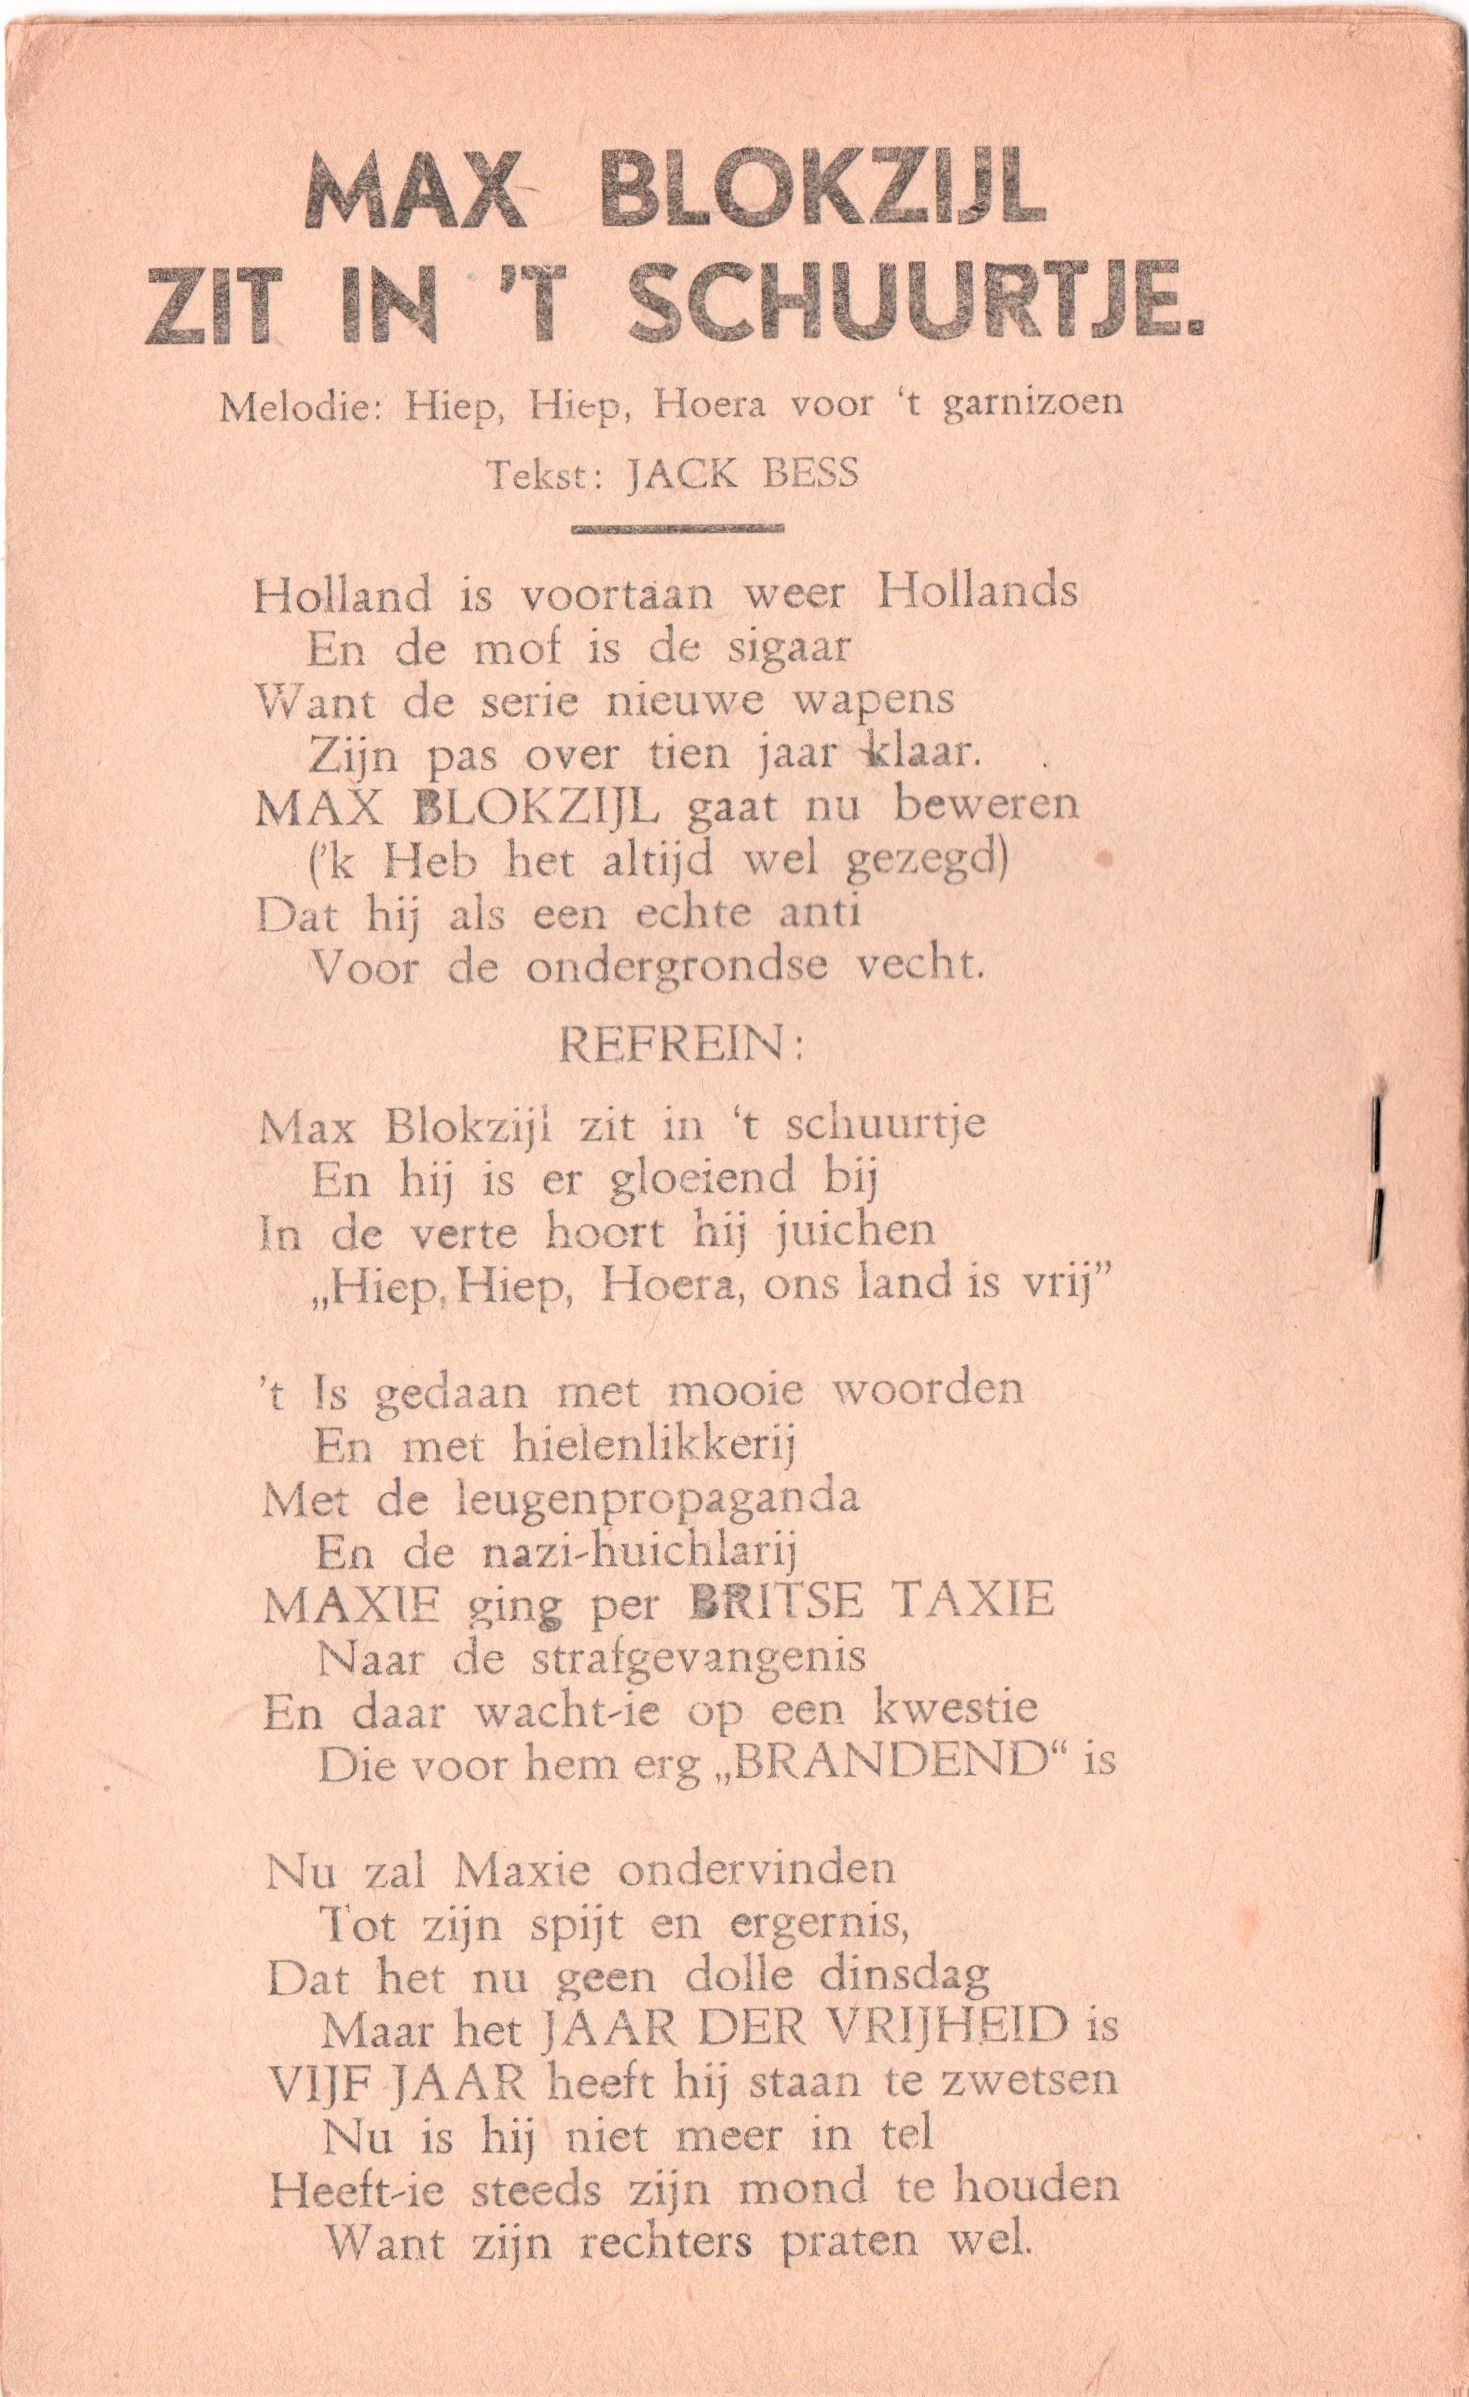 MAX BLOKZIJL
ZIT IN 'T SCHUURTJE.
Melodie: Hiep, Hiep, Hoera voor 't garnizoen
Tekst: JACK BESS
Holland is voortaan weer Hollands
En de mof is de sigaar
Want de serie nieuwe wapens
Zijn pas over tien jaar klaar.
MAX BLOKZIJL gaat nu beweren
('k Heb het altijd wel gezegd)
Dat hij als een echte anti
Voor de ondergrondse vecht.
REFREIN:
Max Blokzijl zit in 't schuurtje
En hij is er gloeiend bij
In de verte hoort hij juichen
„Hiep, Hiep, Hoera, ons land is vrij”
't Is gedaan met mooie woorden
En met hielenlikkerij
Met de leugenpropaganda
En de nazi-huichlarij
MAXIE ging per BRITSE TAXIE
Naar de strafgevangenis
En daar wacht-ie op een kwestie
Die voor hem erg „BRANDEND“ is
Nu zal Maxie ondervinden
Tot zijn spijt en ergernis,
Dat het nu geen dolle dinsdag
Maar het JAAR DER VRIJHEID is
VIJF JAAR heeft hij staan te zwetsen
Nu is hij niet meer in tel
Heeft-ie steeds zijn mond te houden
Want zijn rechters praten wel.